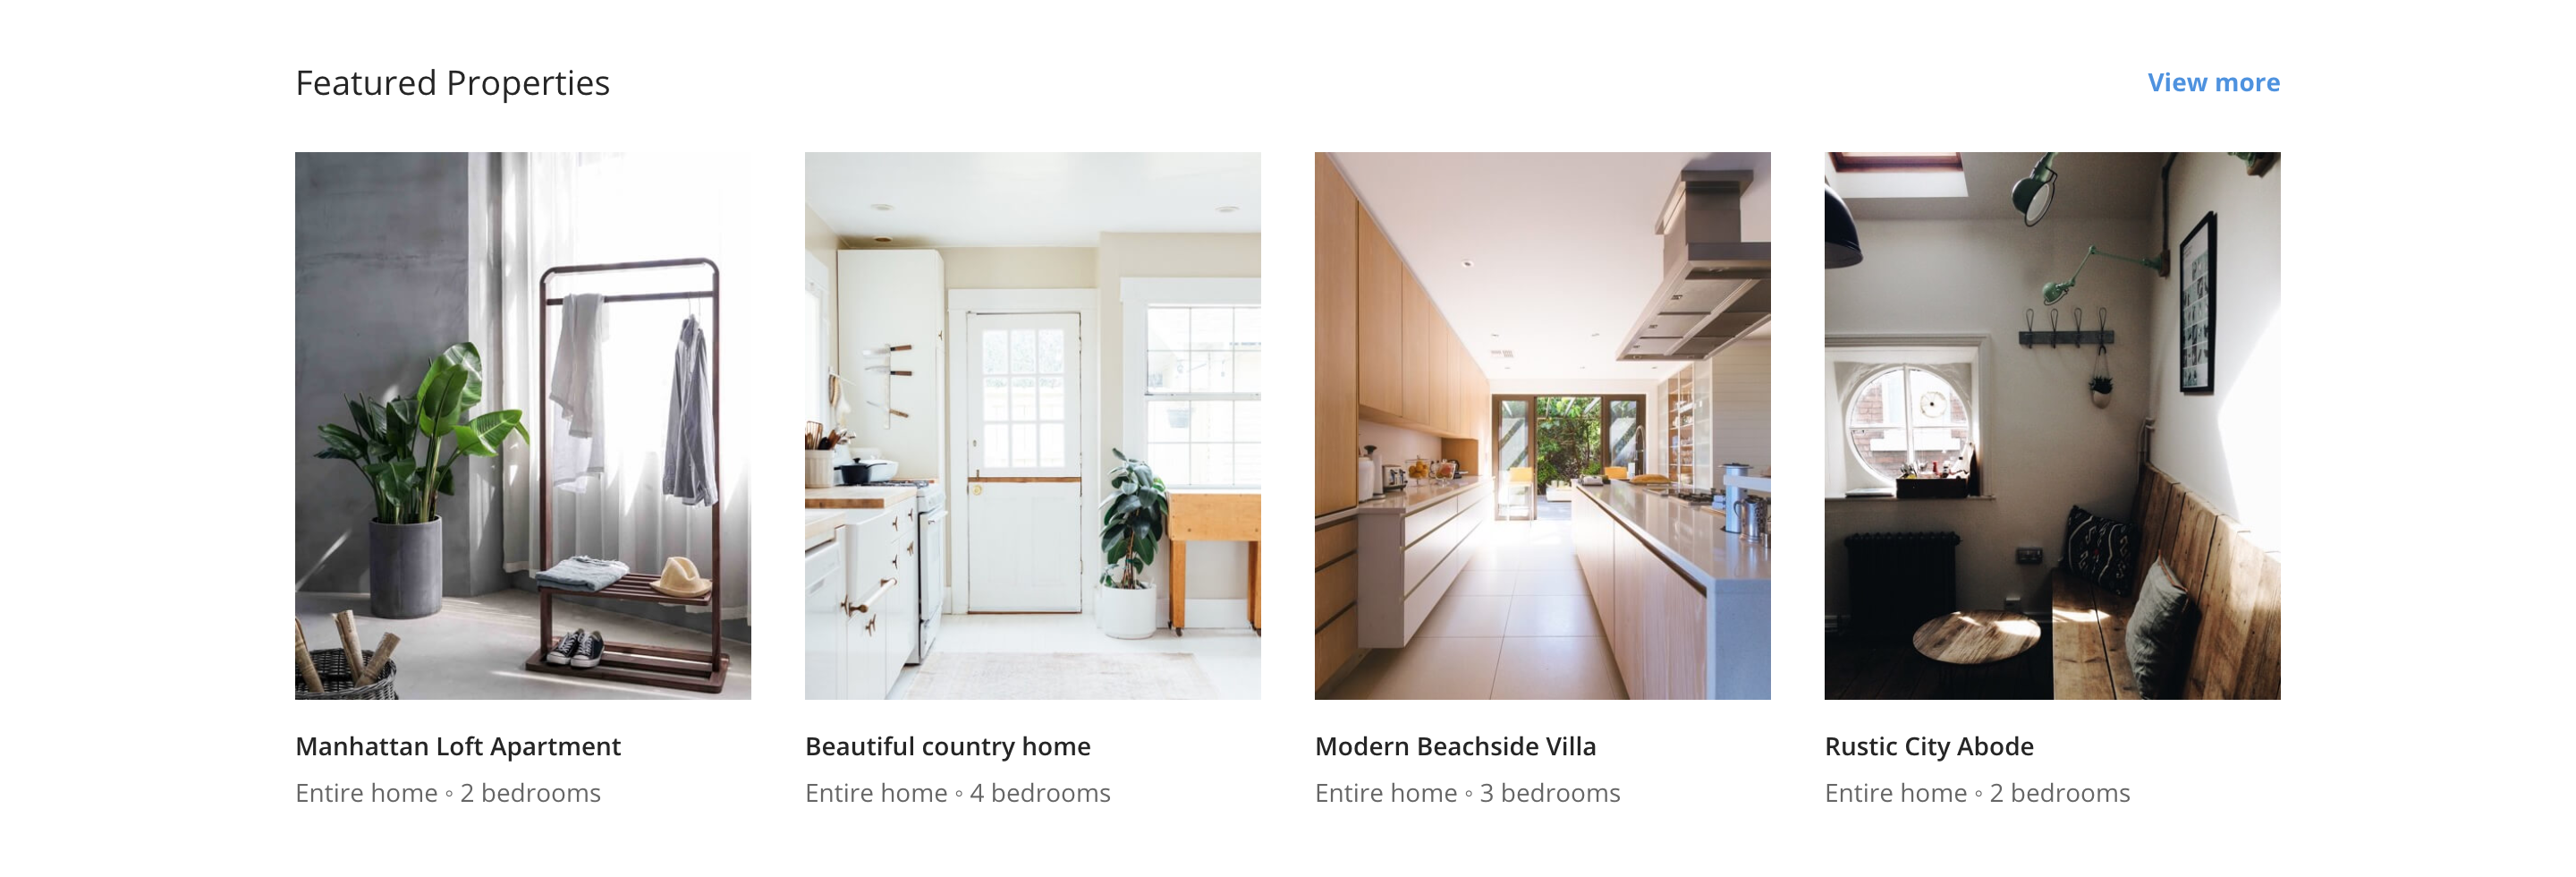 Featured Properties
View more
Manhattan Loft Apartment
Entire home ◦ 2 bedrooms
Beautiful country home
Entire home ◦ 4 bedrooms
Modern Beachside Villa
Entire home ◦ 3 bedrooms
Rustic City Abode
Entire home ◦ 2 bedrooms